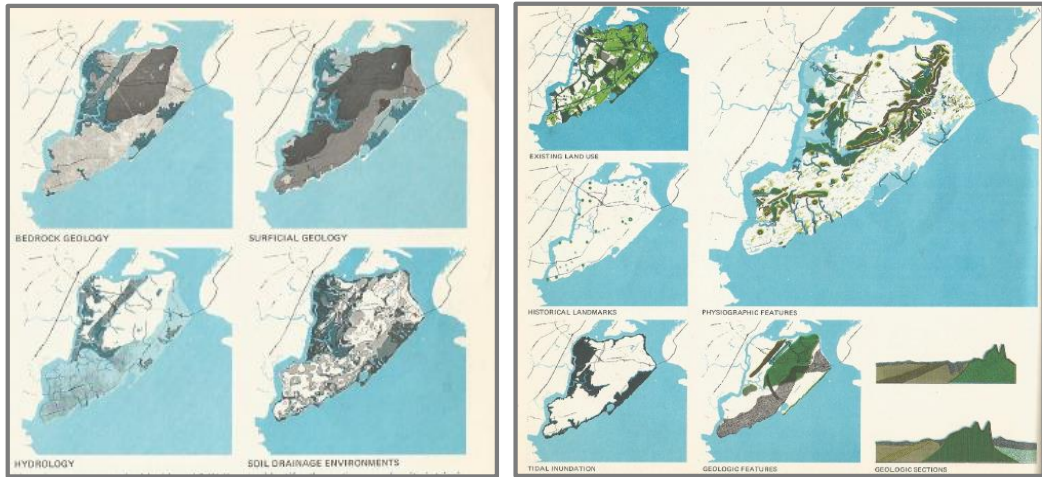 BEDROCK GEOLOGY
SURFICIAL GEOLOGY
HYDROLOGY
SOIL DRAINAGE ENVIRONMENTS
EXISTING LAND USE
HISTORICAL LANDMARKS
PHYSIOGRAPHIC FEATURES
TIDAL INUNDATION
GEOLOGIC FEATURES
GEOLOGIC SECTIONS